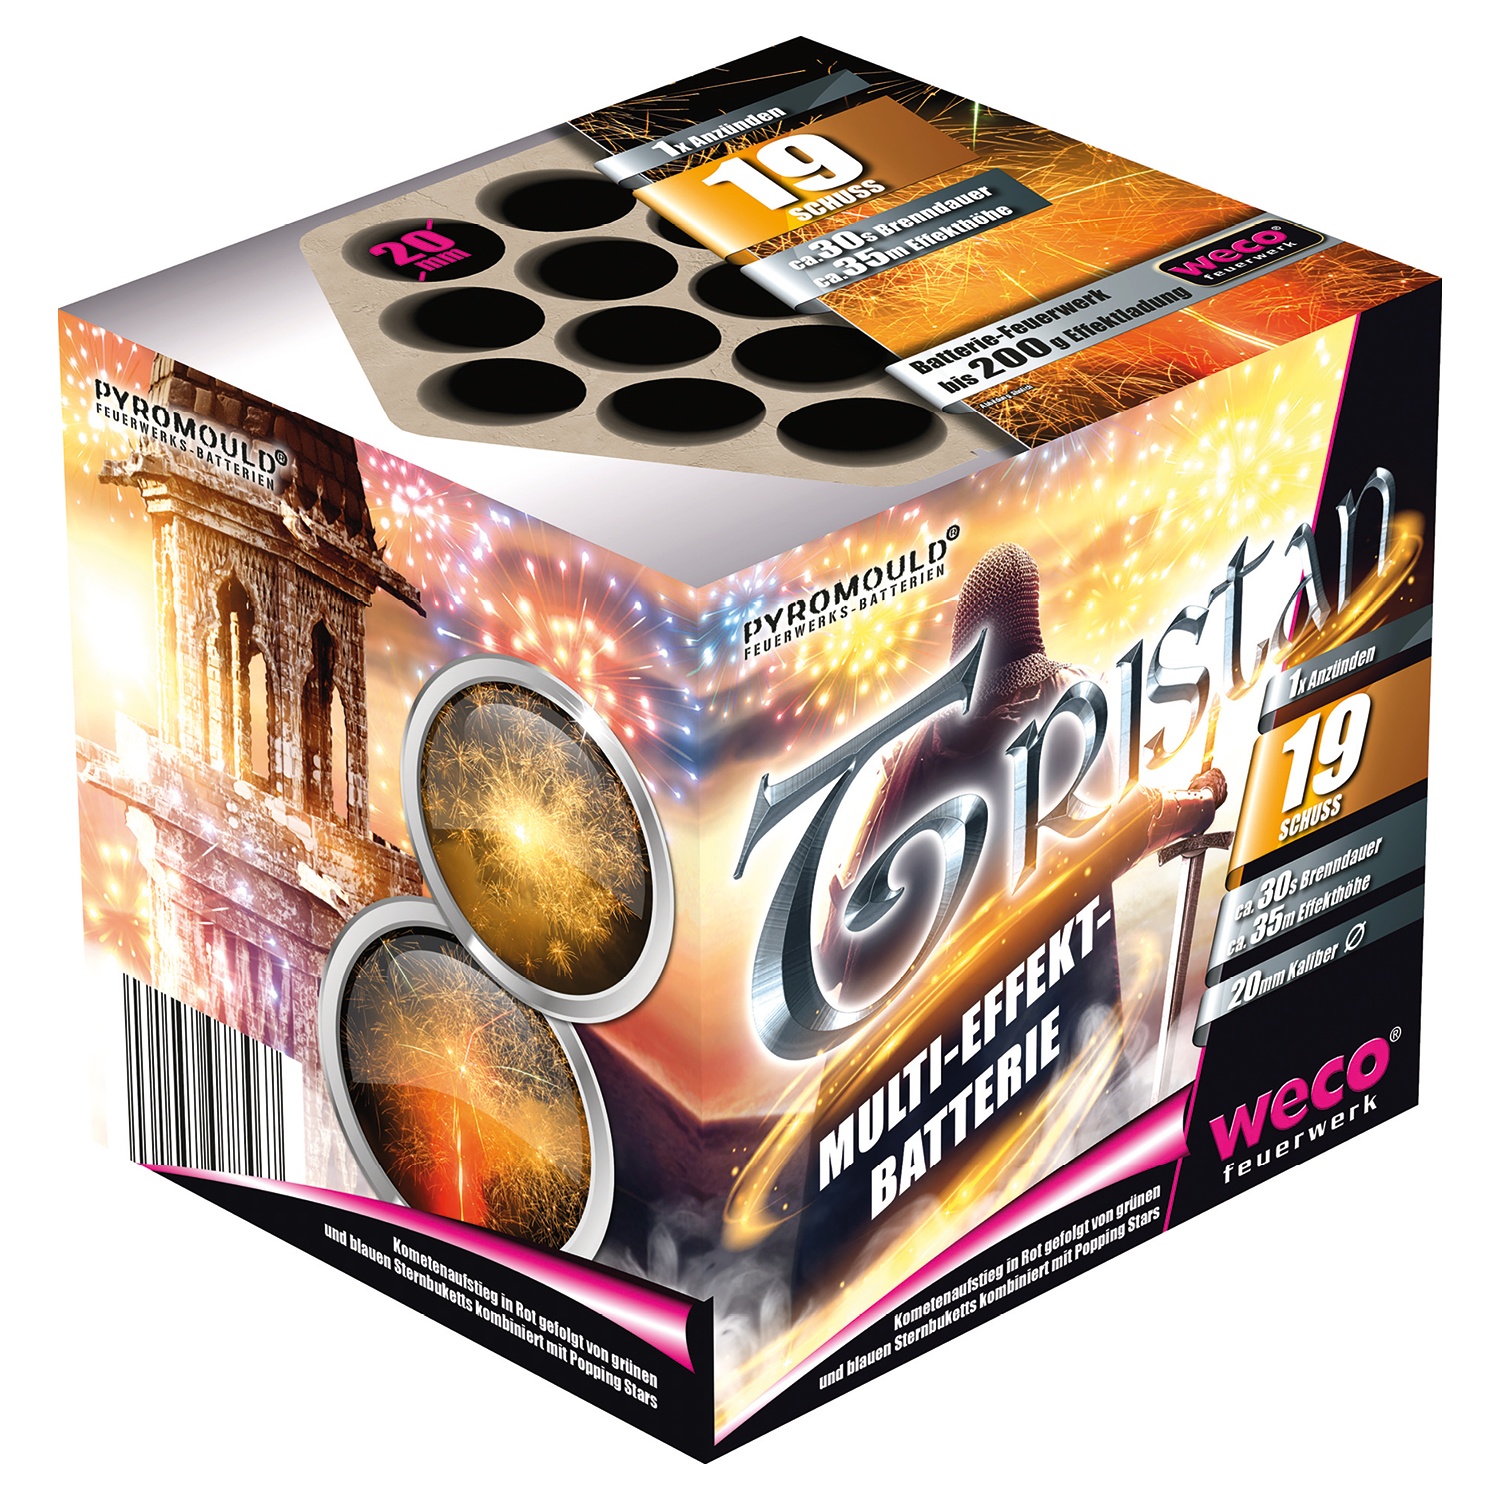 1x Anzünden
19
SCHUSS
ca. 30s Brenndauer
ca. 35m Effekthöhe
weco®
feuerwerk
Batterie-Feuerwerk
bis 200 g Effektladung
20
mm
PYROMOULD®
FEUERWERKS-BATTERIEN
Kometenaufstieg in Rot gefolgt von grünen
und blauen Sternbuketts kombiniert mit Popping Stars
PYROMOULD®
FEUERWERKS-BATTERIEN
Tristan
MULTI-EFFEKT-
BATTERIE
1x Anzünden
19
SCHUSS
ca. 30s Brenndauer
ca. 35m Effekthöhe
20mm Kaliber Ø
weco®
feuerwerk
Kometenaufstieg in Rot gefolgt von grünen
und blauen Sternbuketts kombiniert mit Popping Stars